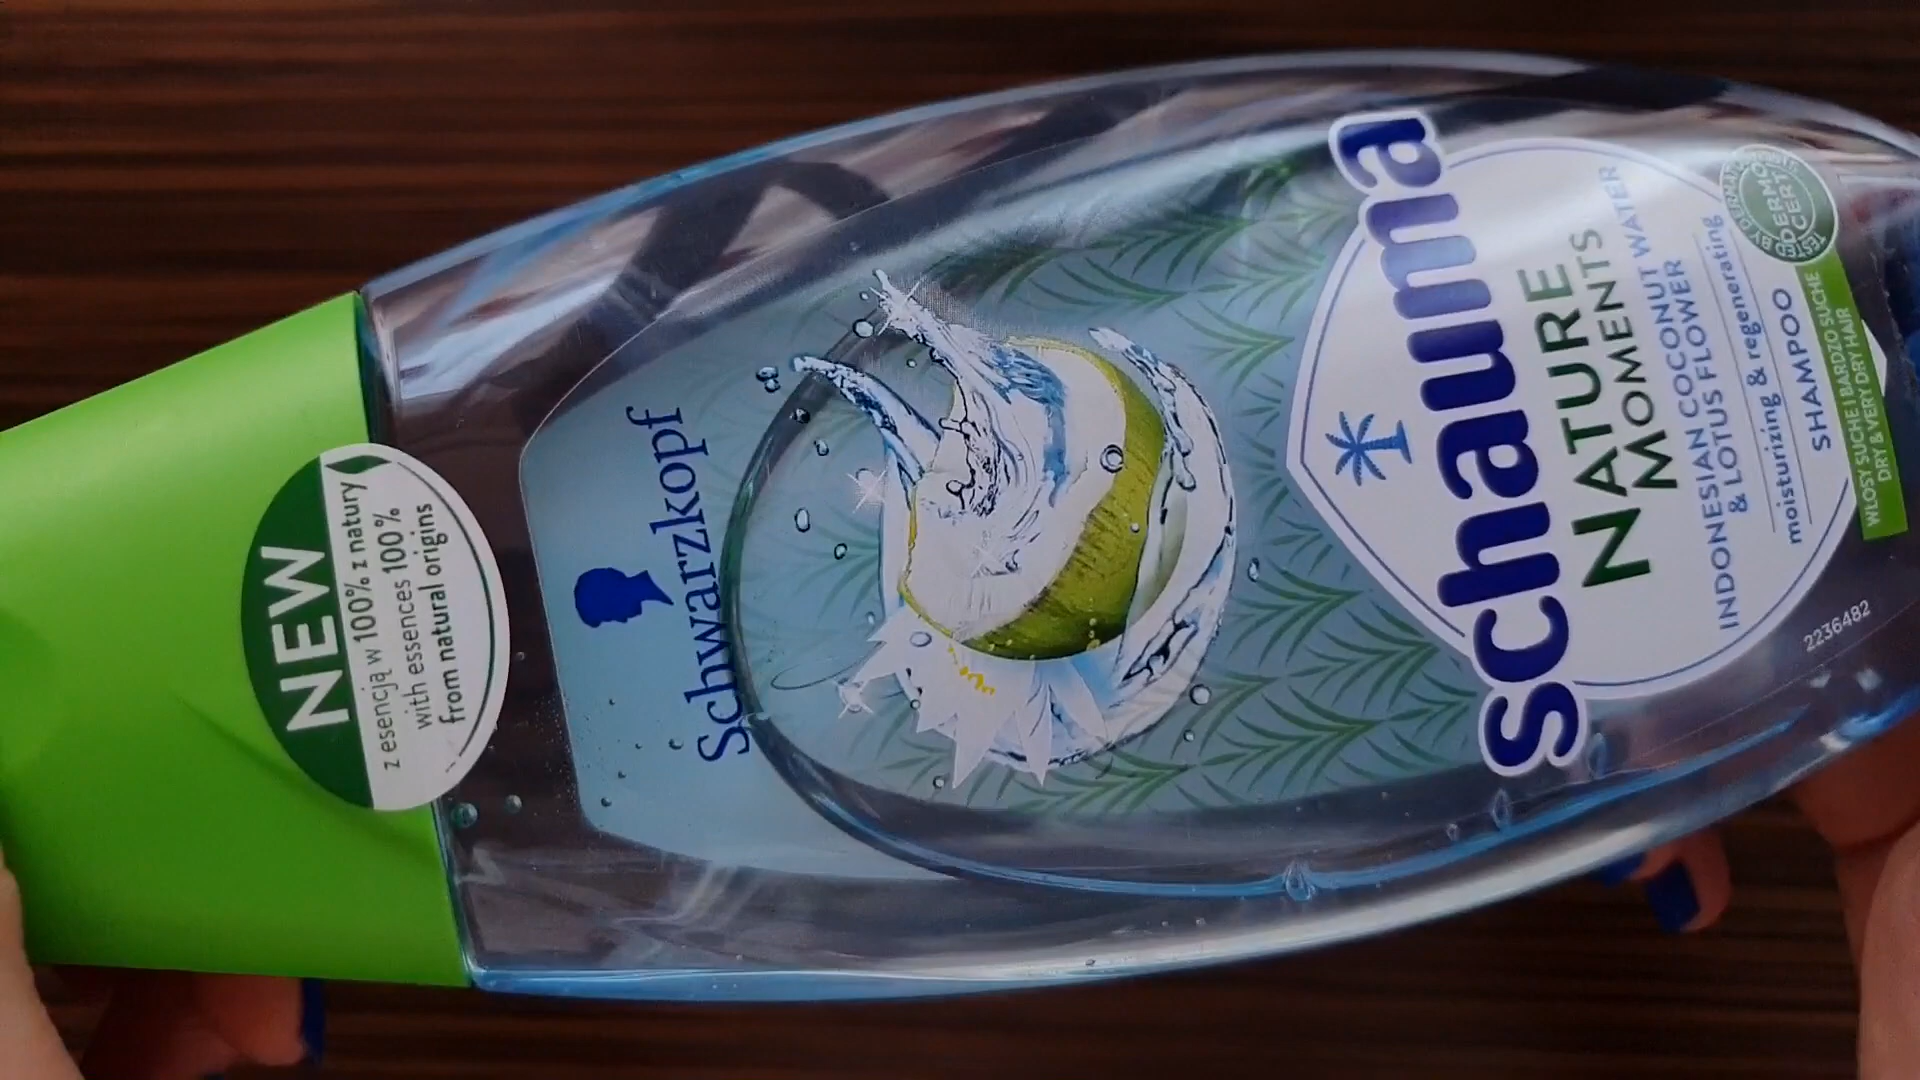 NEW
z esencją w 100% z natury
with essences 100%
from natural origins
Schwarzkopf
schauma
NATURE
MOMENTS
INDONESIAN COCONUT WATER
& LOTUS FLOWER
moisturizing & regenerating
SHAMPOO
WŁOSY SUCHE I BARDZO SUCHE
DRY & VERY DRY HAIR
DERMO
CERT
2236482